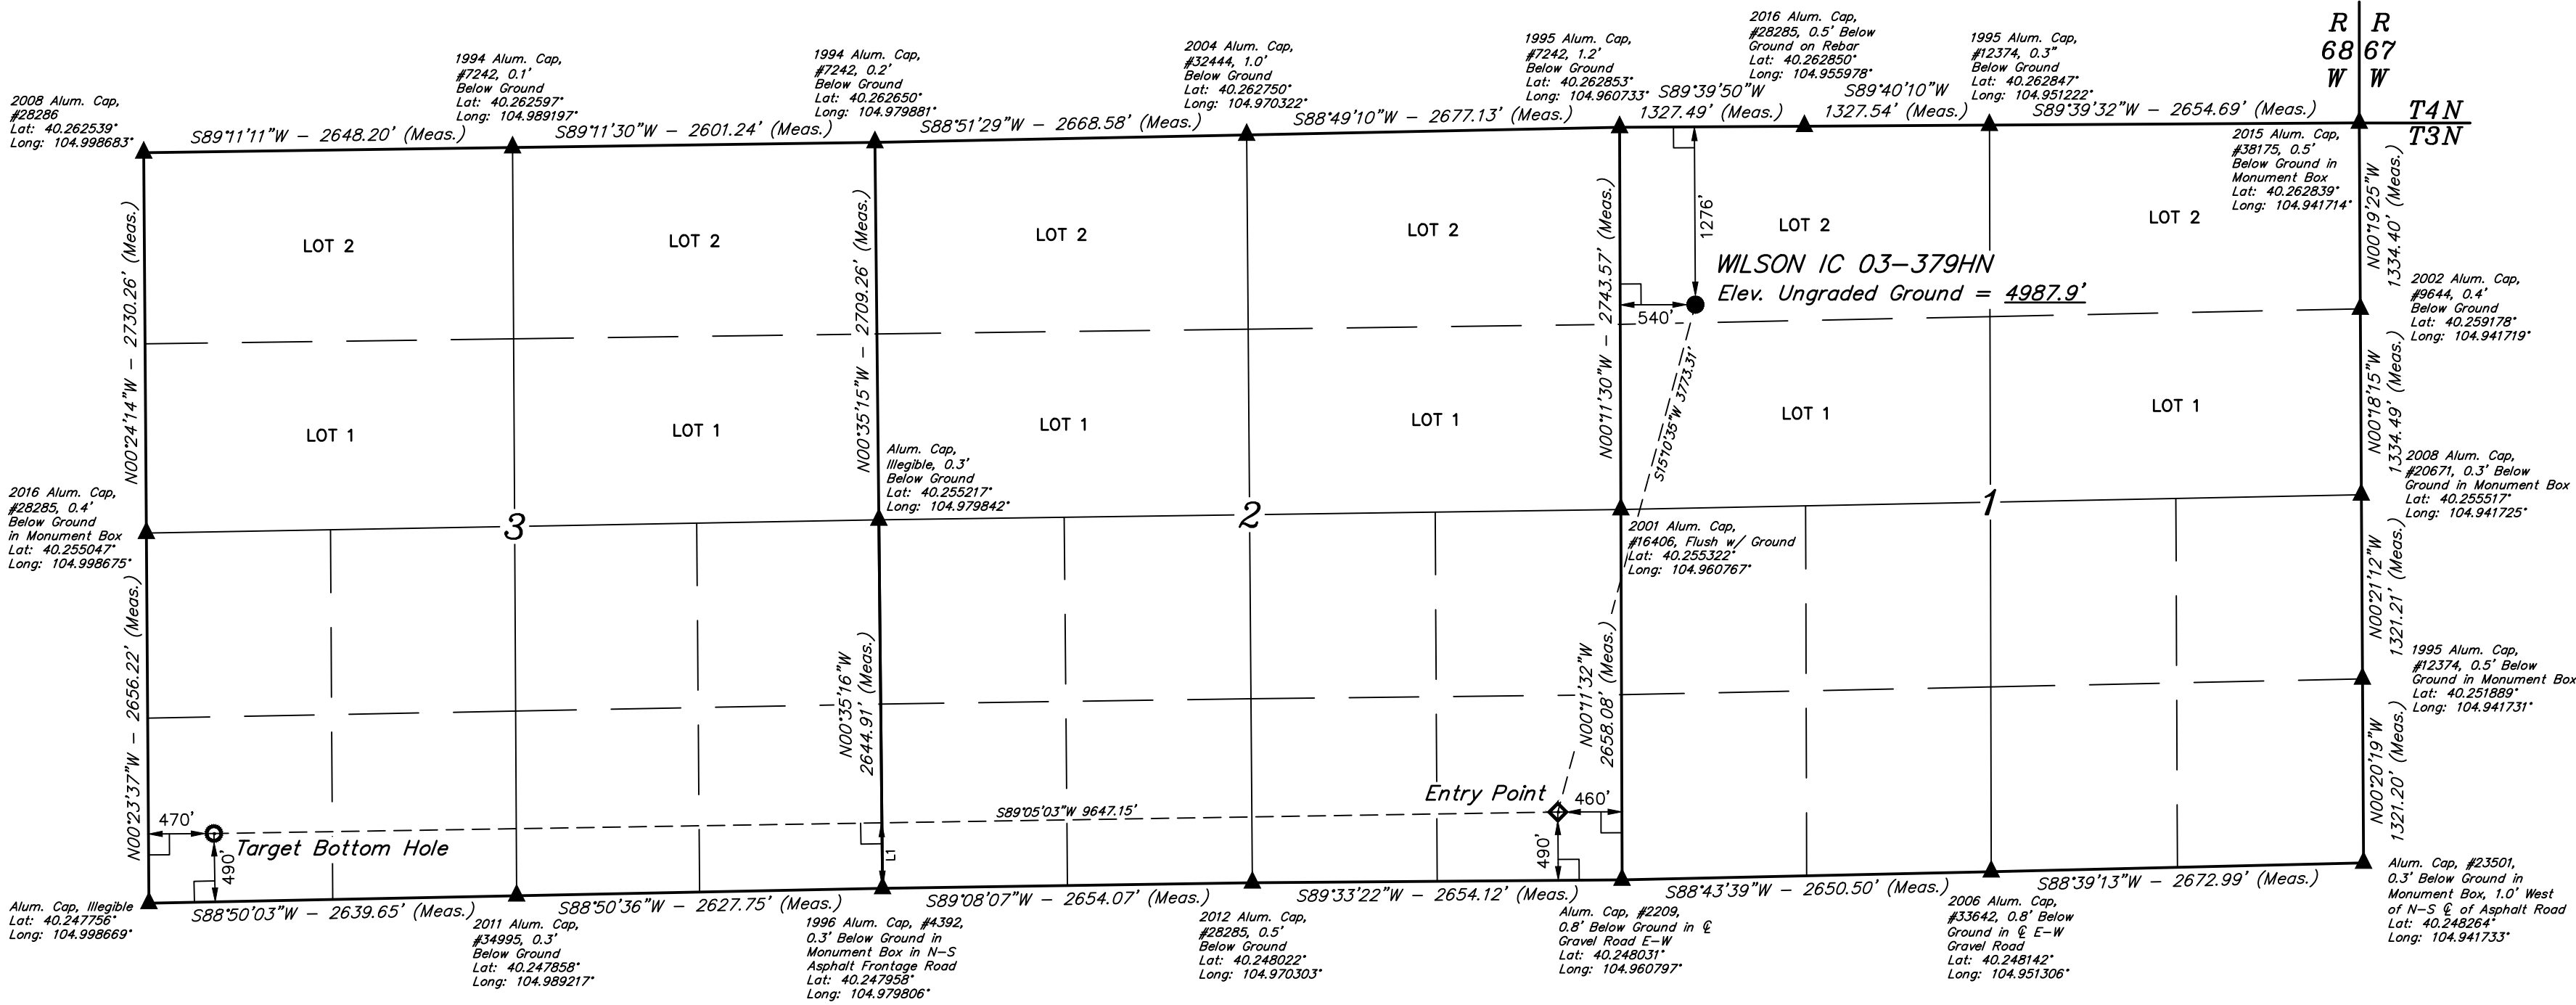 2008 Alum. Cap,
#28286
Lat: 40.262539°
Long: 104.998683°
1994 Alum. Cap,
#7242, 0.1'
Below Ground
Lat: 40.262597°
Long: 104.989197°
1994 Alum. Cap,
#7242, 0.2'
Below Ground
Lat: 40.262650°
Long: 104.979881°
2004 Alum. Cap,
#32444, 1.0'
Below Ground
Lat: 40.262750°
Long: 104.970322°
1995 Alum. Cap,
#7242, 1.2'
Below Ground
Lat: 40.262853°
Long: 104.960733°
2016 Alum. Cap,
#28285, 0.5' Below
Ground on Rebar
Lat: 40.262850°
Long: 104.955978°
1995 Alum. Cap,
#12374, 0.3"
Below Ground
Lat: 40.262847°
Long: 104.951222°
R R
68 67
W W
T4N
T3N
S89°11'11"W - 2648.20' (Meas.)
S89°11'30"W - 2601.24' (Meas.)
S88°51'29"W - 2668.58' (Meas.)
S88°49'10"W - 2677.13' (Meas.)
S89°39'50"W
1327.49' (Meas.)
S89°40'10"W
1327.54' (Meas.)
S89°39'32"W - 2654.69' (Meas.)
2015 Alum. Cap,
#38175, 0.5'
Below Ground in
Monument Box
Lat: 40.262839°
Long: 104.941714°
N00°24'14"W - 2730.26' (Meas.)
N00°35'15"W - 2709.26' (Meas.)
N00°11'30"W - 2743.57' (Meas.)
N00°19'25"W
1334.40' (Meas.)
LOT 2
LOT 2
LOT 2
LOT 2
LOT 2
LOT 2
1276'
540'
WILSON IC 03-379HN
Elev. Ungraded Ground = 4987.9'
2002 Alum. Cap,
#9644, 0.4'
Below Ground
Lat: 40.259178°
Long: 104.941719°
S15°10'35"W 3773.31'
N00°18'15"W
1334.49' (Meas.)
LOT 1
LOT 1
LOT 1
LOT 1
LOT 1
LOT 1
Alum. Cap,
Illegible, 0.3'
Below Ground
Lat: 40.255217°
Long: 104.979842°
2016 Alum. Cap,
#28285, 0.4'
Below Ground
in Monument Box
Lat: 40.255047°
Long: 104.998675°
2008 Alum. Cap,
#20671, 0.3' Below
Ground in Monument Box
Lat: 40.255517°
Long: 104.941725°
3
2
1
2001 Alum. Cap,
#16406, Flush w/ Ground
Lat: 40.255322°
Long: 104.960767°
N00°23'37"W - 2656.22' (Meas.)
N00°35'16"W
2644.91' (Meas.)
N00°11'32"W
2658.08' (Meas.)
N00°21'12"W
1321.21' (Meas.)
1995 Alum. Cap,
#12374, 0.5' Below
Ground in Monument Box
Lat: 40.251889°
Long: 104.941731°
N00°20'19"W
1321.20' (Meas.)
Entry Point
460'
490'
S89°05'03"W 9647.15'
L1
470'
490'
Target Bottom Hole
S88°50'03"W - 2639.65' (Meas.)
S88°50'36"W - 2627.75' (Meas.)
S89°08'07"W - 2654.07' (Meas.)
S89°33'22"W - 2654.12' (Meas.)
S88°43'39"W - 2650.50' (Meas.)
S88°39'13"W - 2672.99' (Meas.)
Alum. Cap, Illegible
Lat: 40.247756°
Long: 104.998669°
2011 Alum. Cap,
#34995, 0.3'
Below Ground
Lat: 40.247858°
Long: 104.989217°
1996 Alum. Cap, #4392,
0.3' Below Ground in
Monument Box in N-S
Asphalt Frontage Road
Lat: 40.247958°
Long: 104.979806°
2012 Alum. Cap,
#28285, 0.5'
Below Ground
Lat: 40.248022°
Long: 104.970303°
Alum. Cap, #2209,
0.8' Below Ground in ℄
Gravel Road E-W
Lat: 40.248031°
Long: 104.960797°
2006 Alum. Cap,
#33642, 0.8' Below
Ground in ℄ E-W
Gravel Road
Lat: 40.248142°
Long: 104.951306°
Alum. Cap, #23501,
0.3' Below Ground in
Monument Box, 1.0' West
of N-S ℄ of Asphalt Road
Lat: 40.248264°
Long: 104.941733°